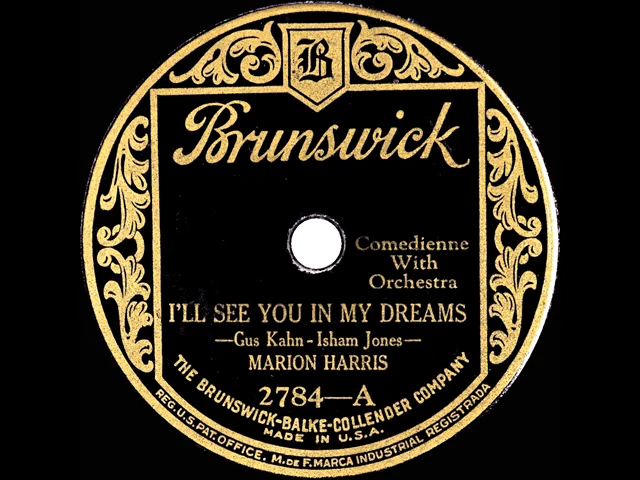 B
Brunswick
Comedienne
With
Orchestra
I'LL SEE YOU IN MY DREAMS
—Gus Kahn-Isham Jones—
MARION HARRIS
2784—A
THE BRUNSWICK-BALKE-COLLENDER COMPANY
MADE IN U.S.A.
REG.U.S.PAT.OFFICE. M.DE F.MARCA INDUSTRIAL REGISTRADA